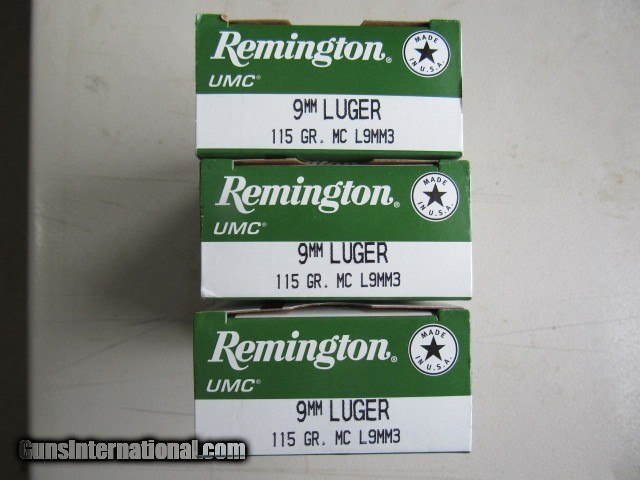 Remington®
MADE
IN U.S.A.
UMC®
9MM LUGER
115 GR. MC L9MM3
Remington®
MADE
IN U.S.A.
UMC®
9MM LUGER
115 GR. MC L9MM3
Remington®
MADE
IN U.S.A.
UMC®
9MM LUGER
115 GR. MC L9MM3
GunsInternational.com